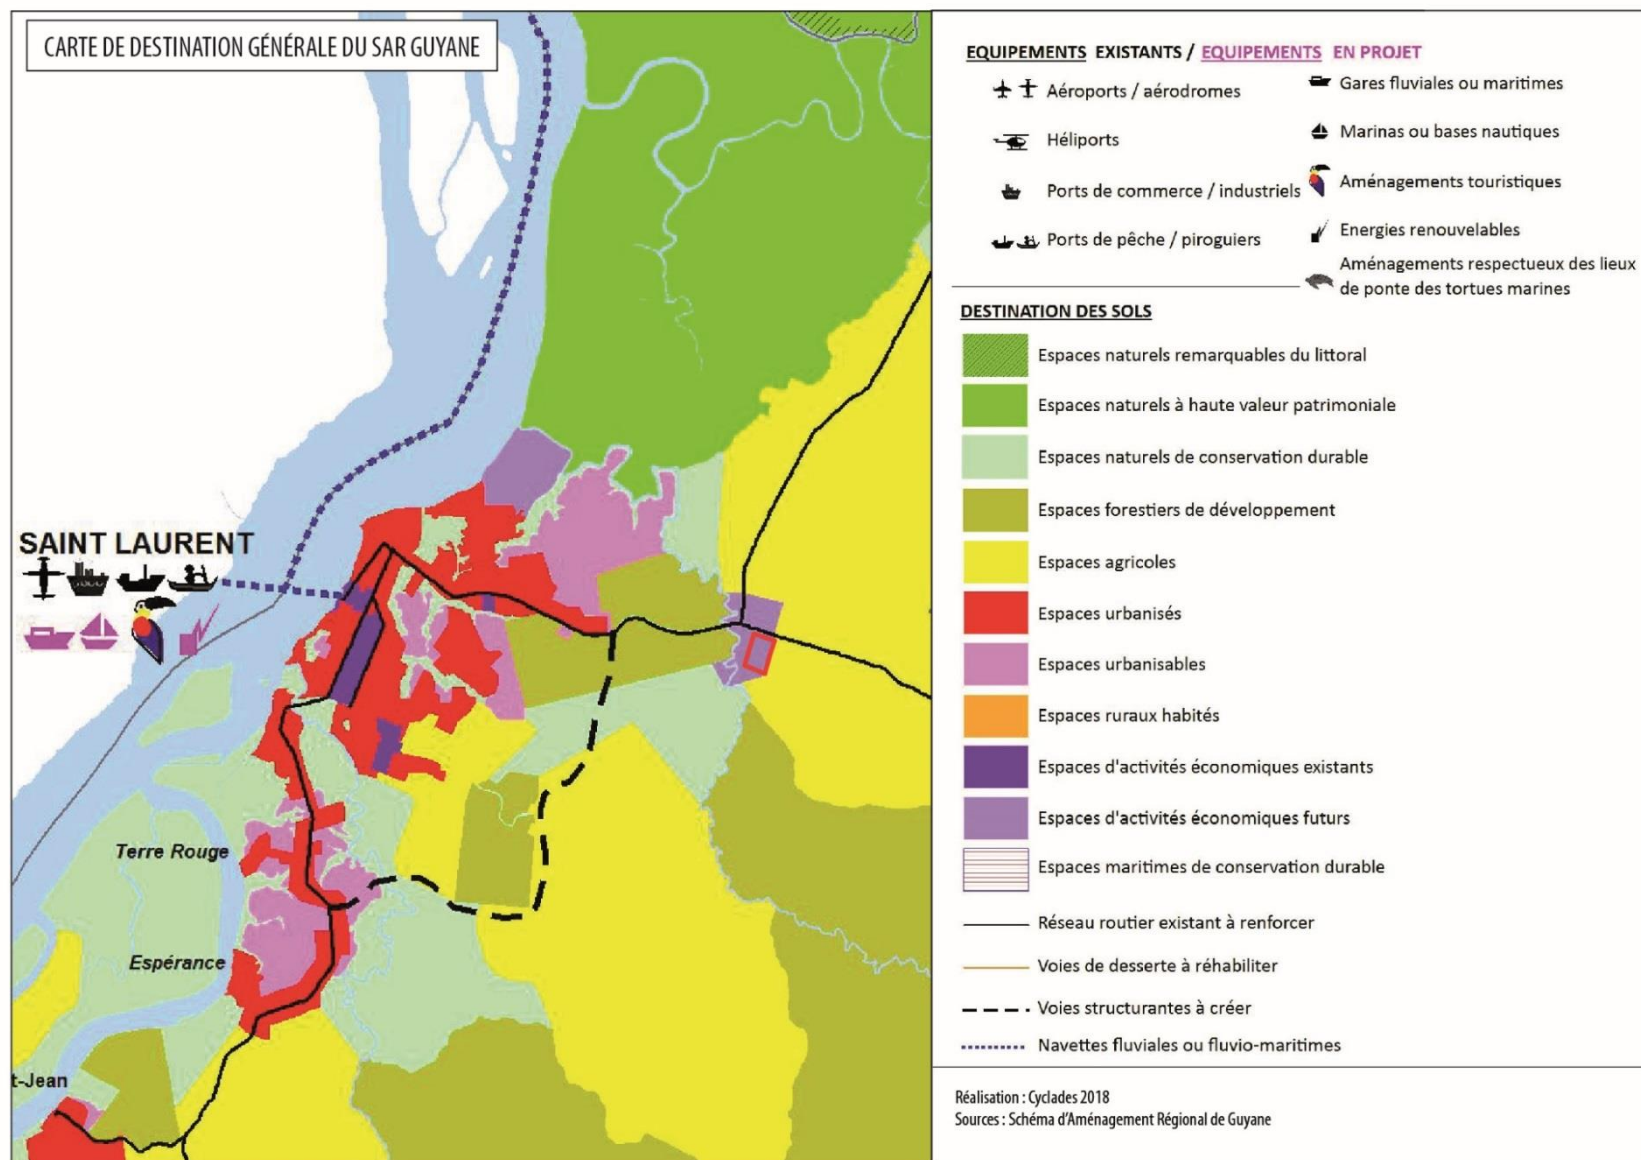 CARTE DE DESTINATION GÉNÉRALE DU SAR GUYANE
SAINT LAURENT
Terre Rouge
Espérance
t-Jean
EQUIPEMENTS EXISTANTS / EQUIPEMENTS EN PROJET
Aéroports / aérodromes
Héliports
Ports de commerce / industriels
Ports de pêche / piroguiers
Gares fluviales ou maritimes
Marinas ou bases nautiques
Aménagements touristiques
Energies renouvelables
Aménagements respectueux des lieux
de ponte des tortues marines
DESTINATION DES SOLS
Espaces naturels remarquables du littoral
Espaces naturels à haute valeur patrimoniale
Espaces naturels de conservation durable
Espaces forestiers de développement
Espaces agricoles
Espaces urbanisés
Espaces urbanisables
Espaces ruraux habités
Espaces d'activités économiques existants
Espaces d'activités économiques futurs
Espaces maritimes de conservation durable
Réseau routier existant à renforcer
Voies de desserte à réhabiliter
Voies structurantes à créer
Navettes fluviales ou fluvio-maritimes
Réalisation : Cyclades 2018
Sources : Schéma d'Aménagement Régional de Guyane